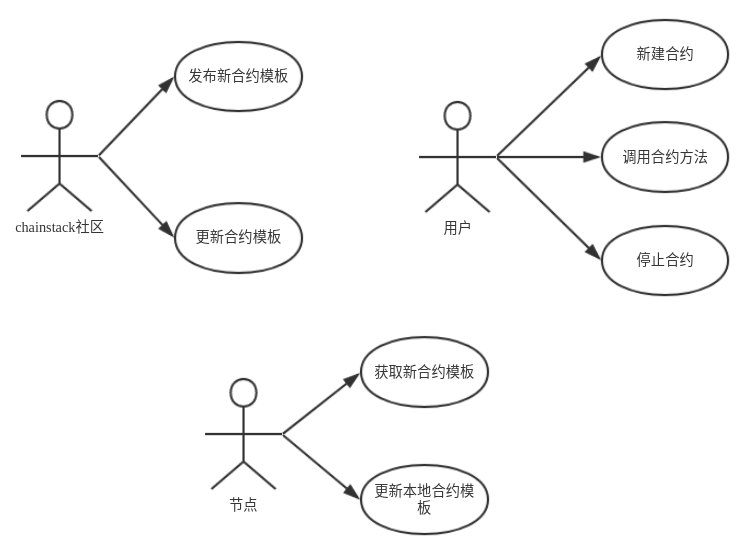 发布新合约模板
更新合约模板
chainstack社区
新建合约
调用合约方法
停止合约
用户
获取新合约模板
更新本地合约模
板
节点